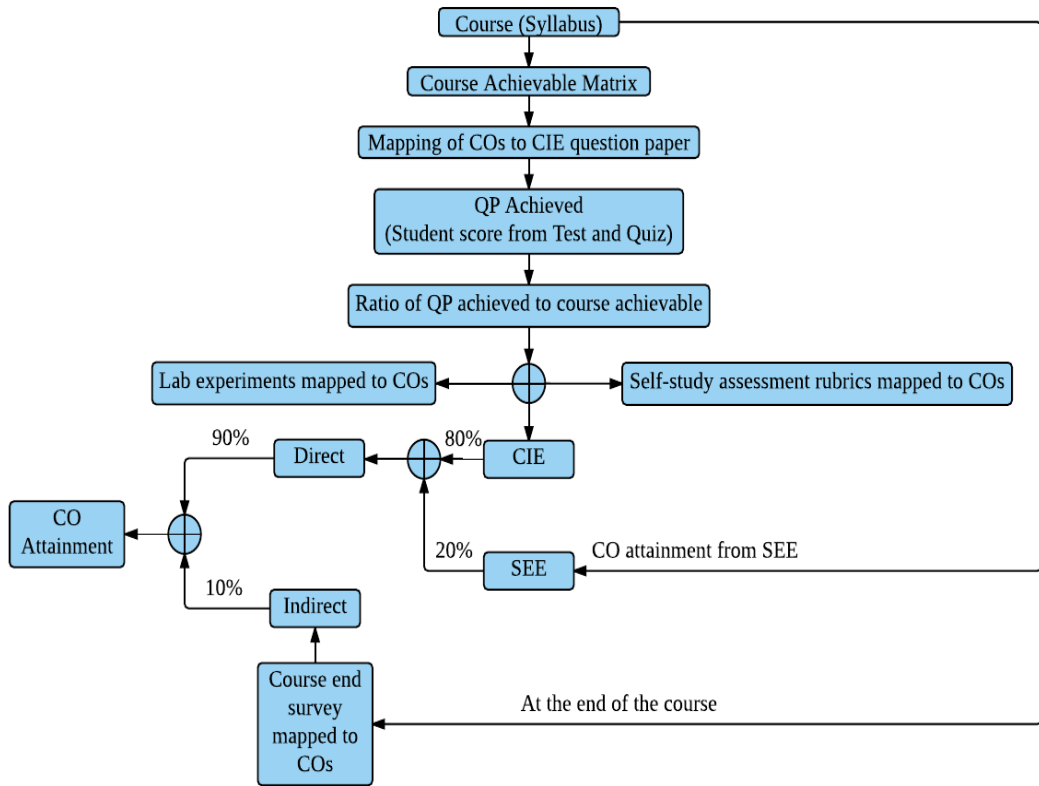 Course (Syllabus)
Course Achievable Matrix
Mapping of COs to CIE question paper
QP Achieved
(Student score from Test and Quiz)
Ratio of QP achieved to course achievable
Lab experiments mapped to COs
Self-study assessment rubrics mapped to COs
90%
Direct
80%
CIE
CO
Attainment
20%
SEE
CO attainment from SEE
10%
Indirect
Course end
survey
mapped to
COs
At the end of the course